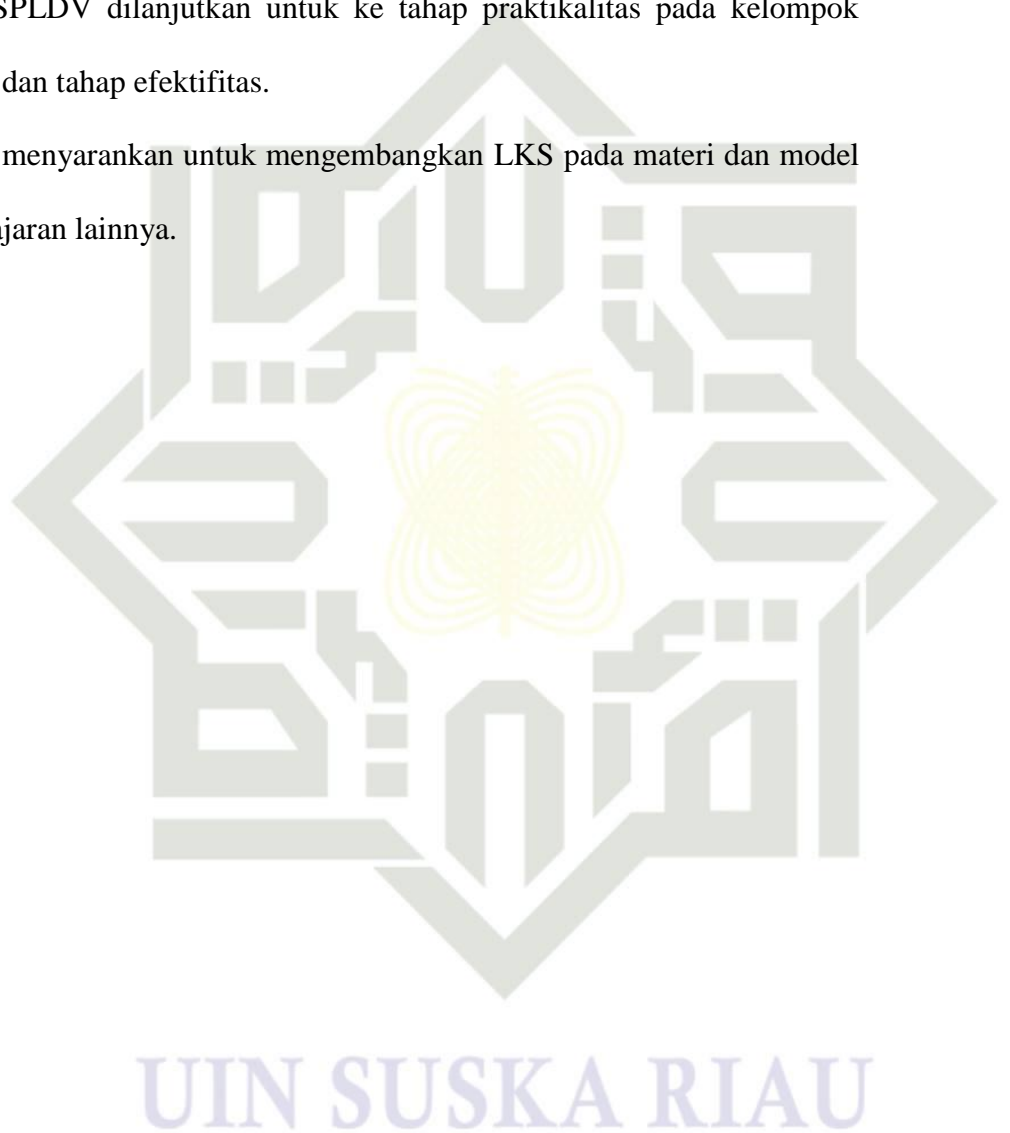 SPLDV dilanjutkan untuk ke tahap praktikalitas pada kelompok
dan tahap efektifitas.
menyarankan untuk mengembangkan LKS pada materi dan model
ajaran lainnya.
UIN SUSKA RIAU